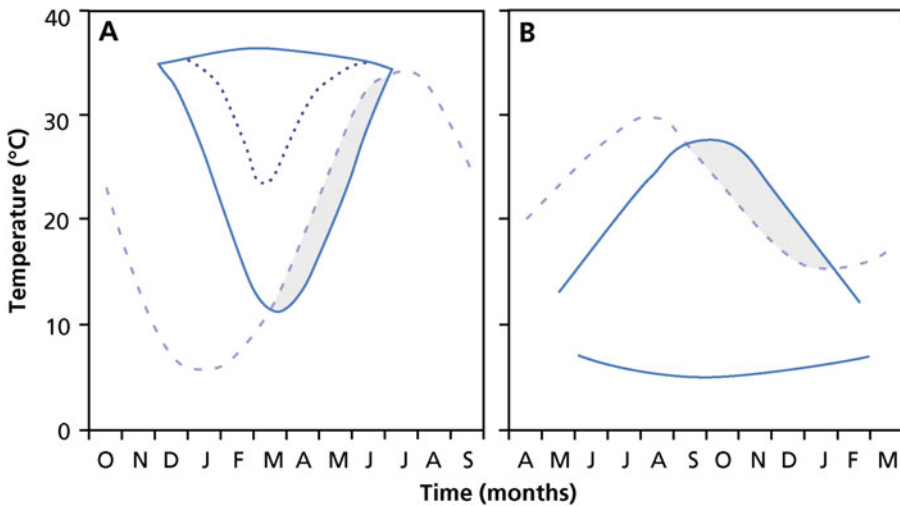 A
B
Temperature (°C)
40
30
20
10
0
O N D J F M A M J J A S
A M J J A S O N D J F M
Time (months)